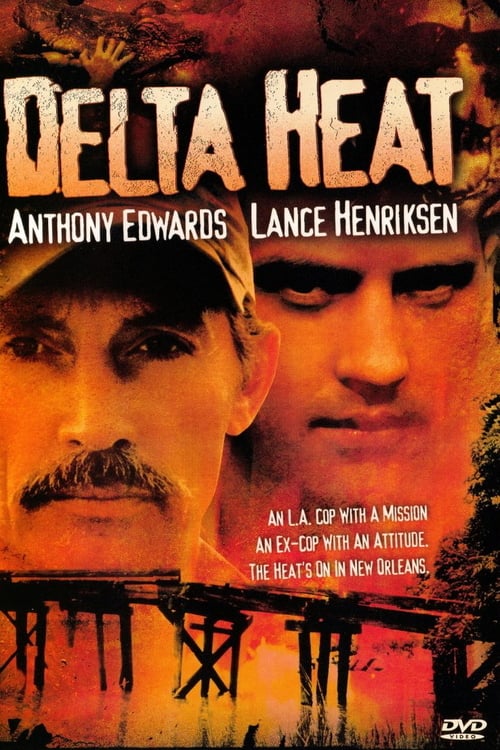 DELTA HEAT
ANTHONY EDWARDS LANCE HENRIKSEN
AN L.A. COP WITH A MISSION
AN EX-COP WITH AN ATTITUDE.
THE HEAT'S ON IN NEW ORLEANS.
DVD
VIDEO